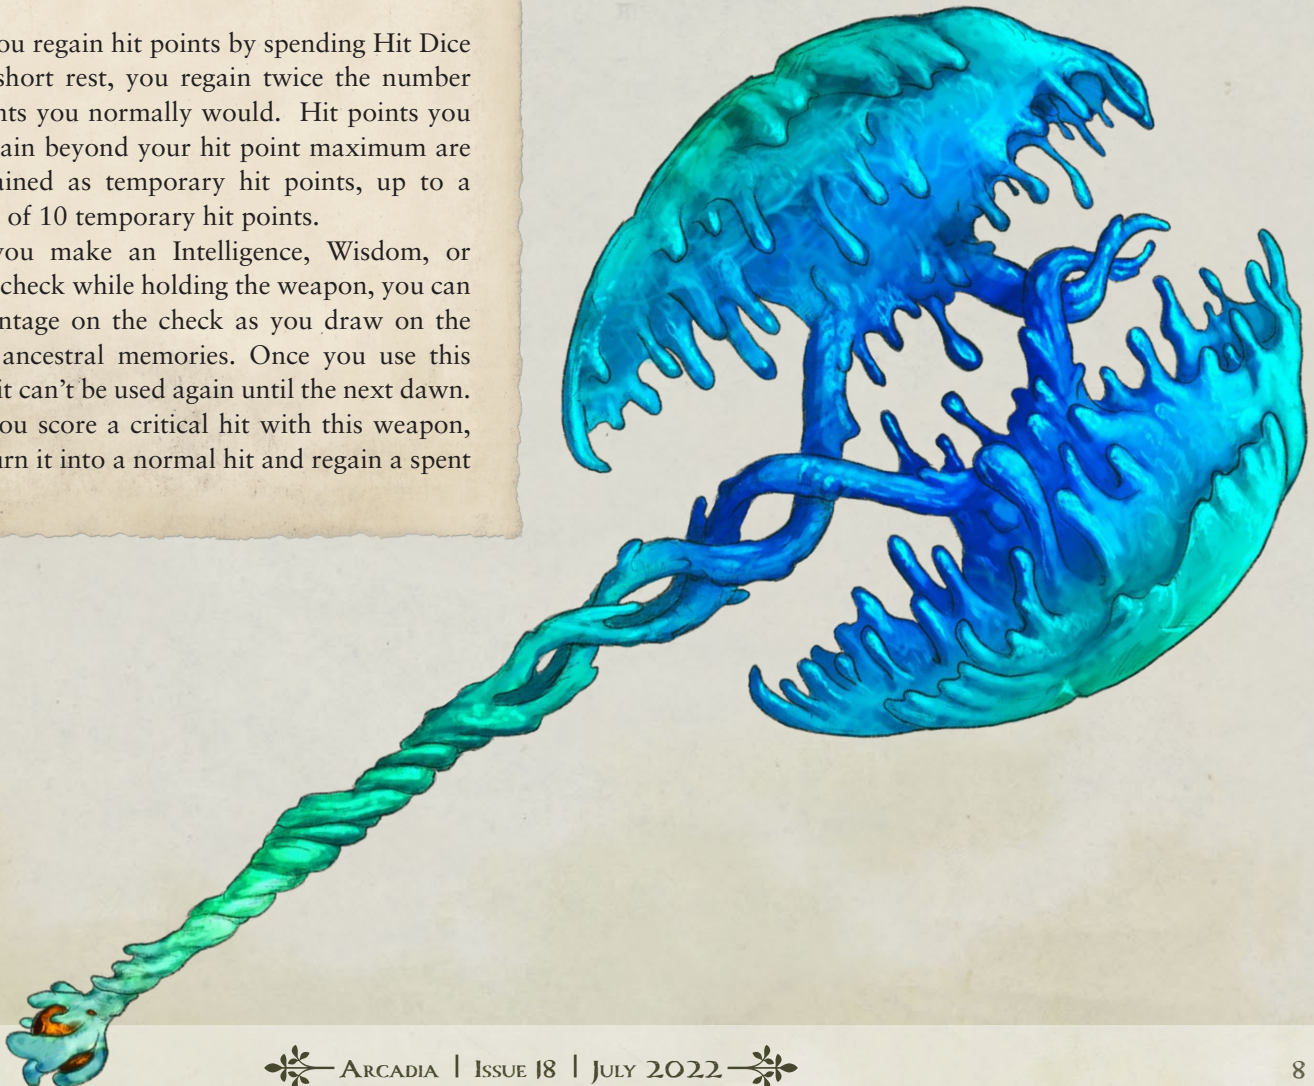 ou regain hit points by spending Hit Dice
short rest, you regain twice the number
nts you normally would. Hit points you
ain beyond your hit point maximum are
ained as temporary hit points, up to a
of 10 temporary hit points.
you make an Intelligence, Wisdom, or
check while holding the weapon, you can
ntage on the check as you draw on the
ancestral memories. Once you use this
it can't be used again until the next dawn.
ou score a critical hit with this weapon,
urn it into a normal hit and regain a spent
Arcadia | Issue 18 | July 2022
8